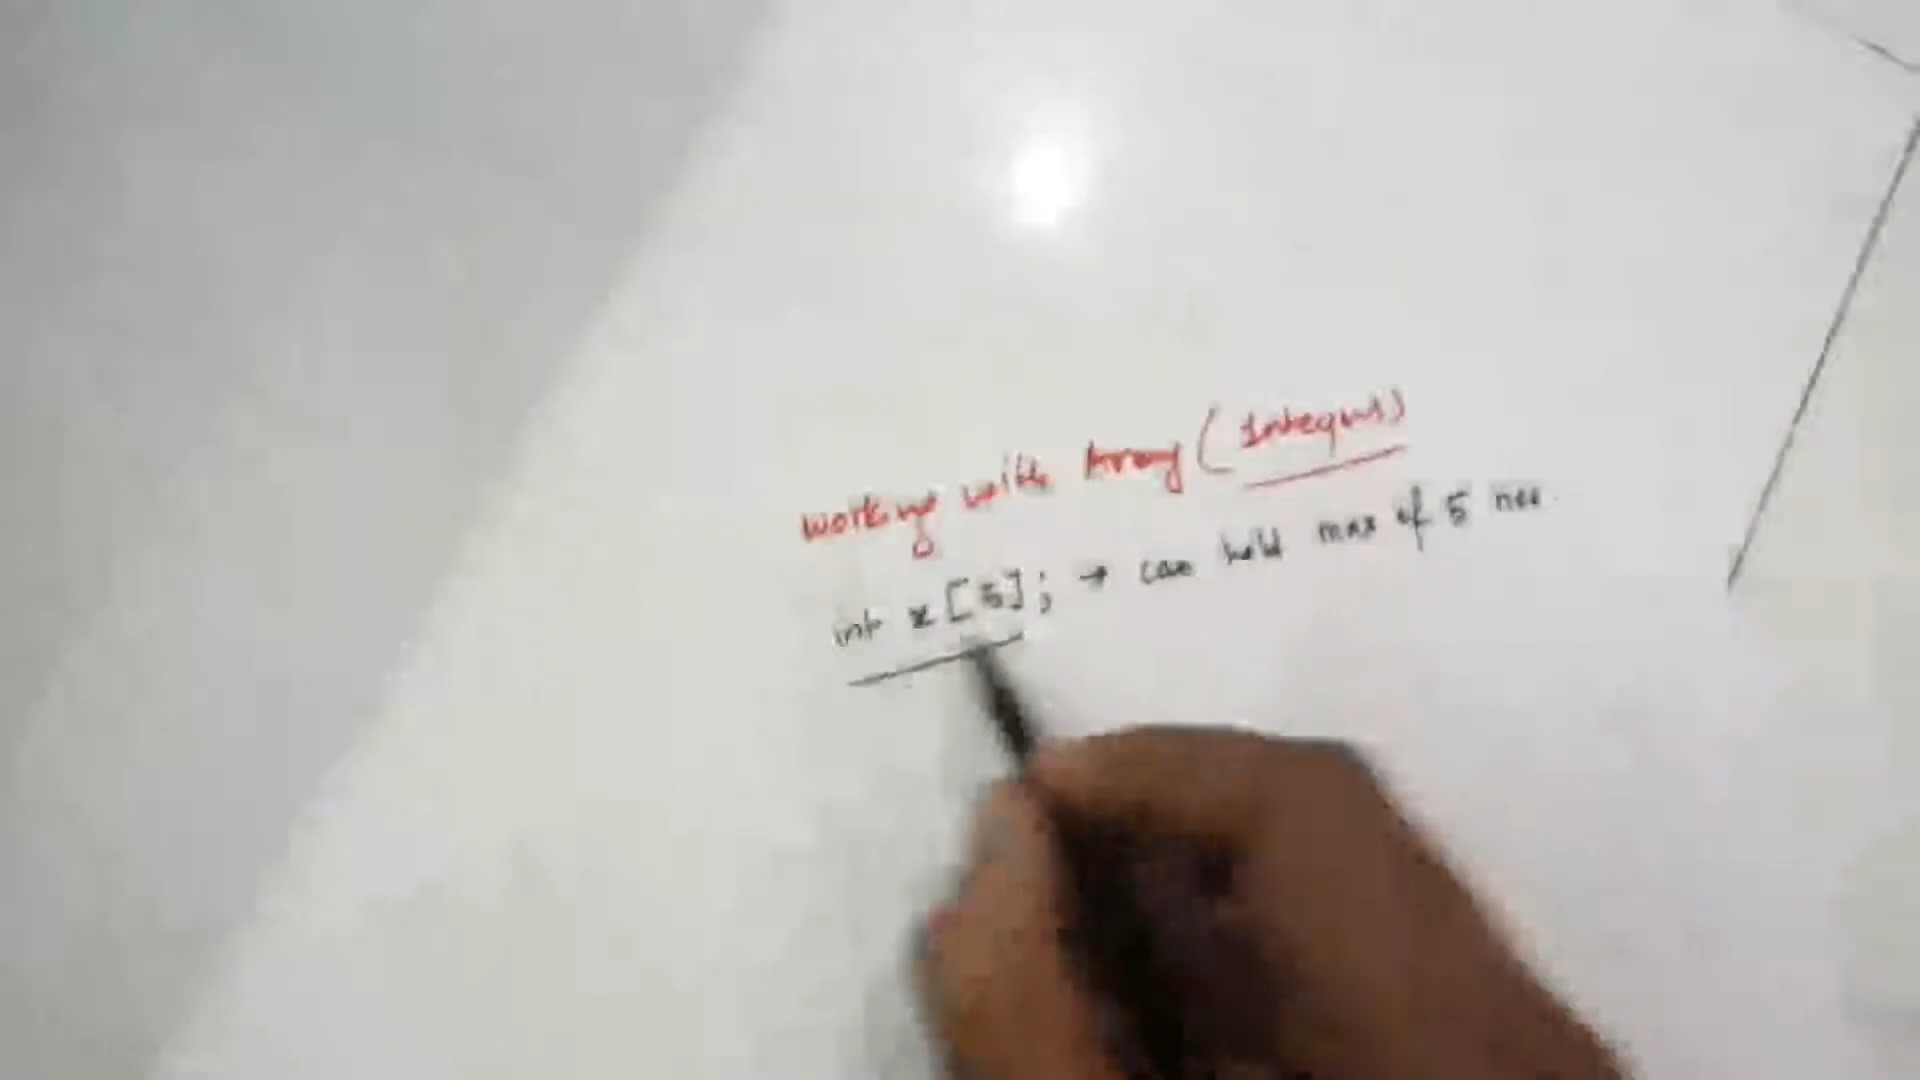 working with Array (Integers)
int x[5]; → can hold max of 5 nos.